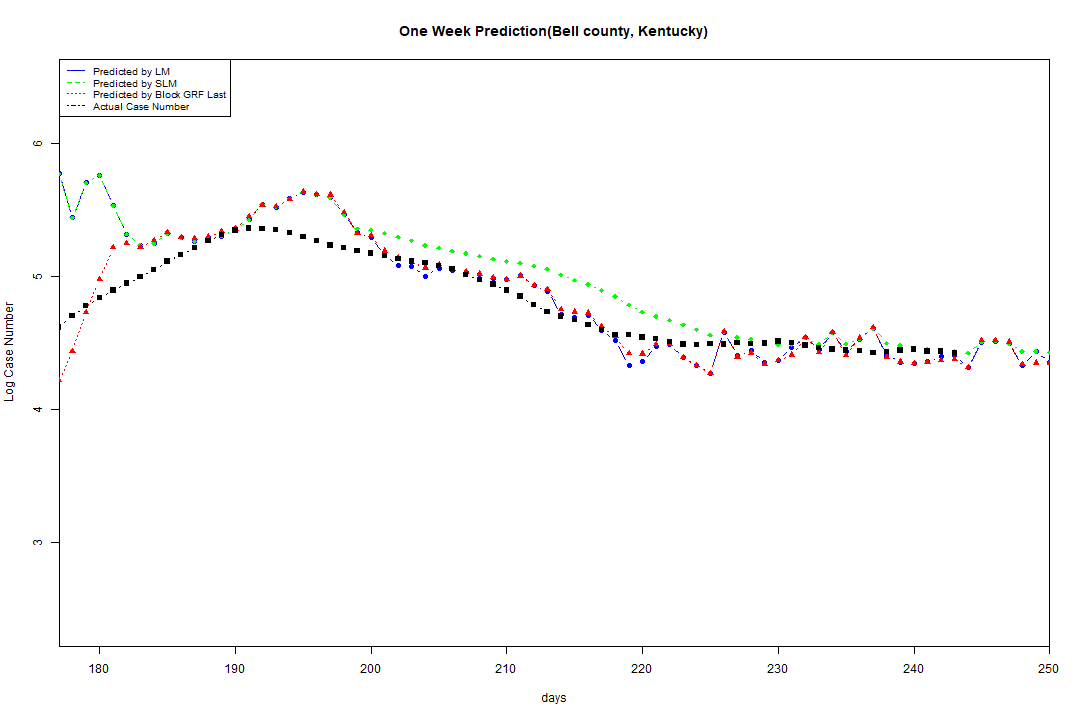 One Week Prediction(Bell county, Kentucky)
Predicted by LM
Predicted by SLM
Predicted by Block GRF Last
Actual Case Number
6
5
4
3
Log Case Number
180 190 200 210 220 230 240 250
days